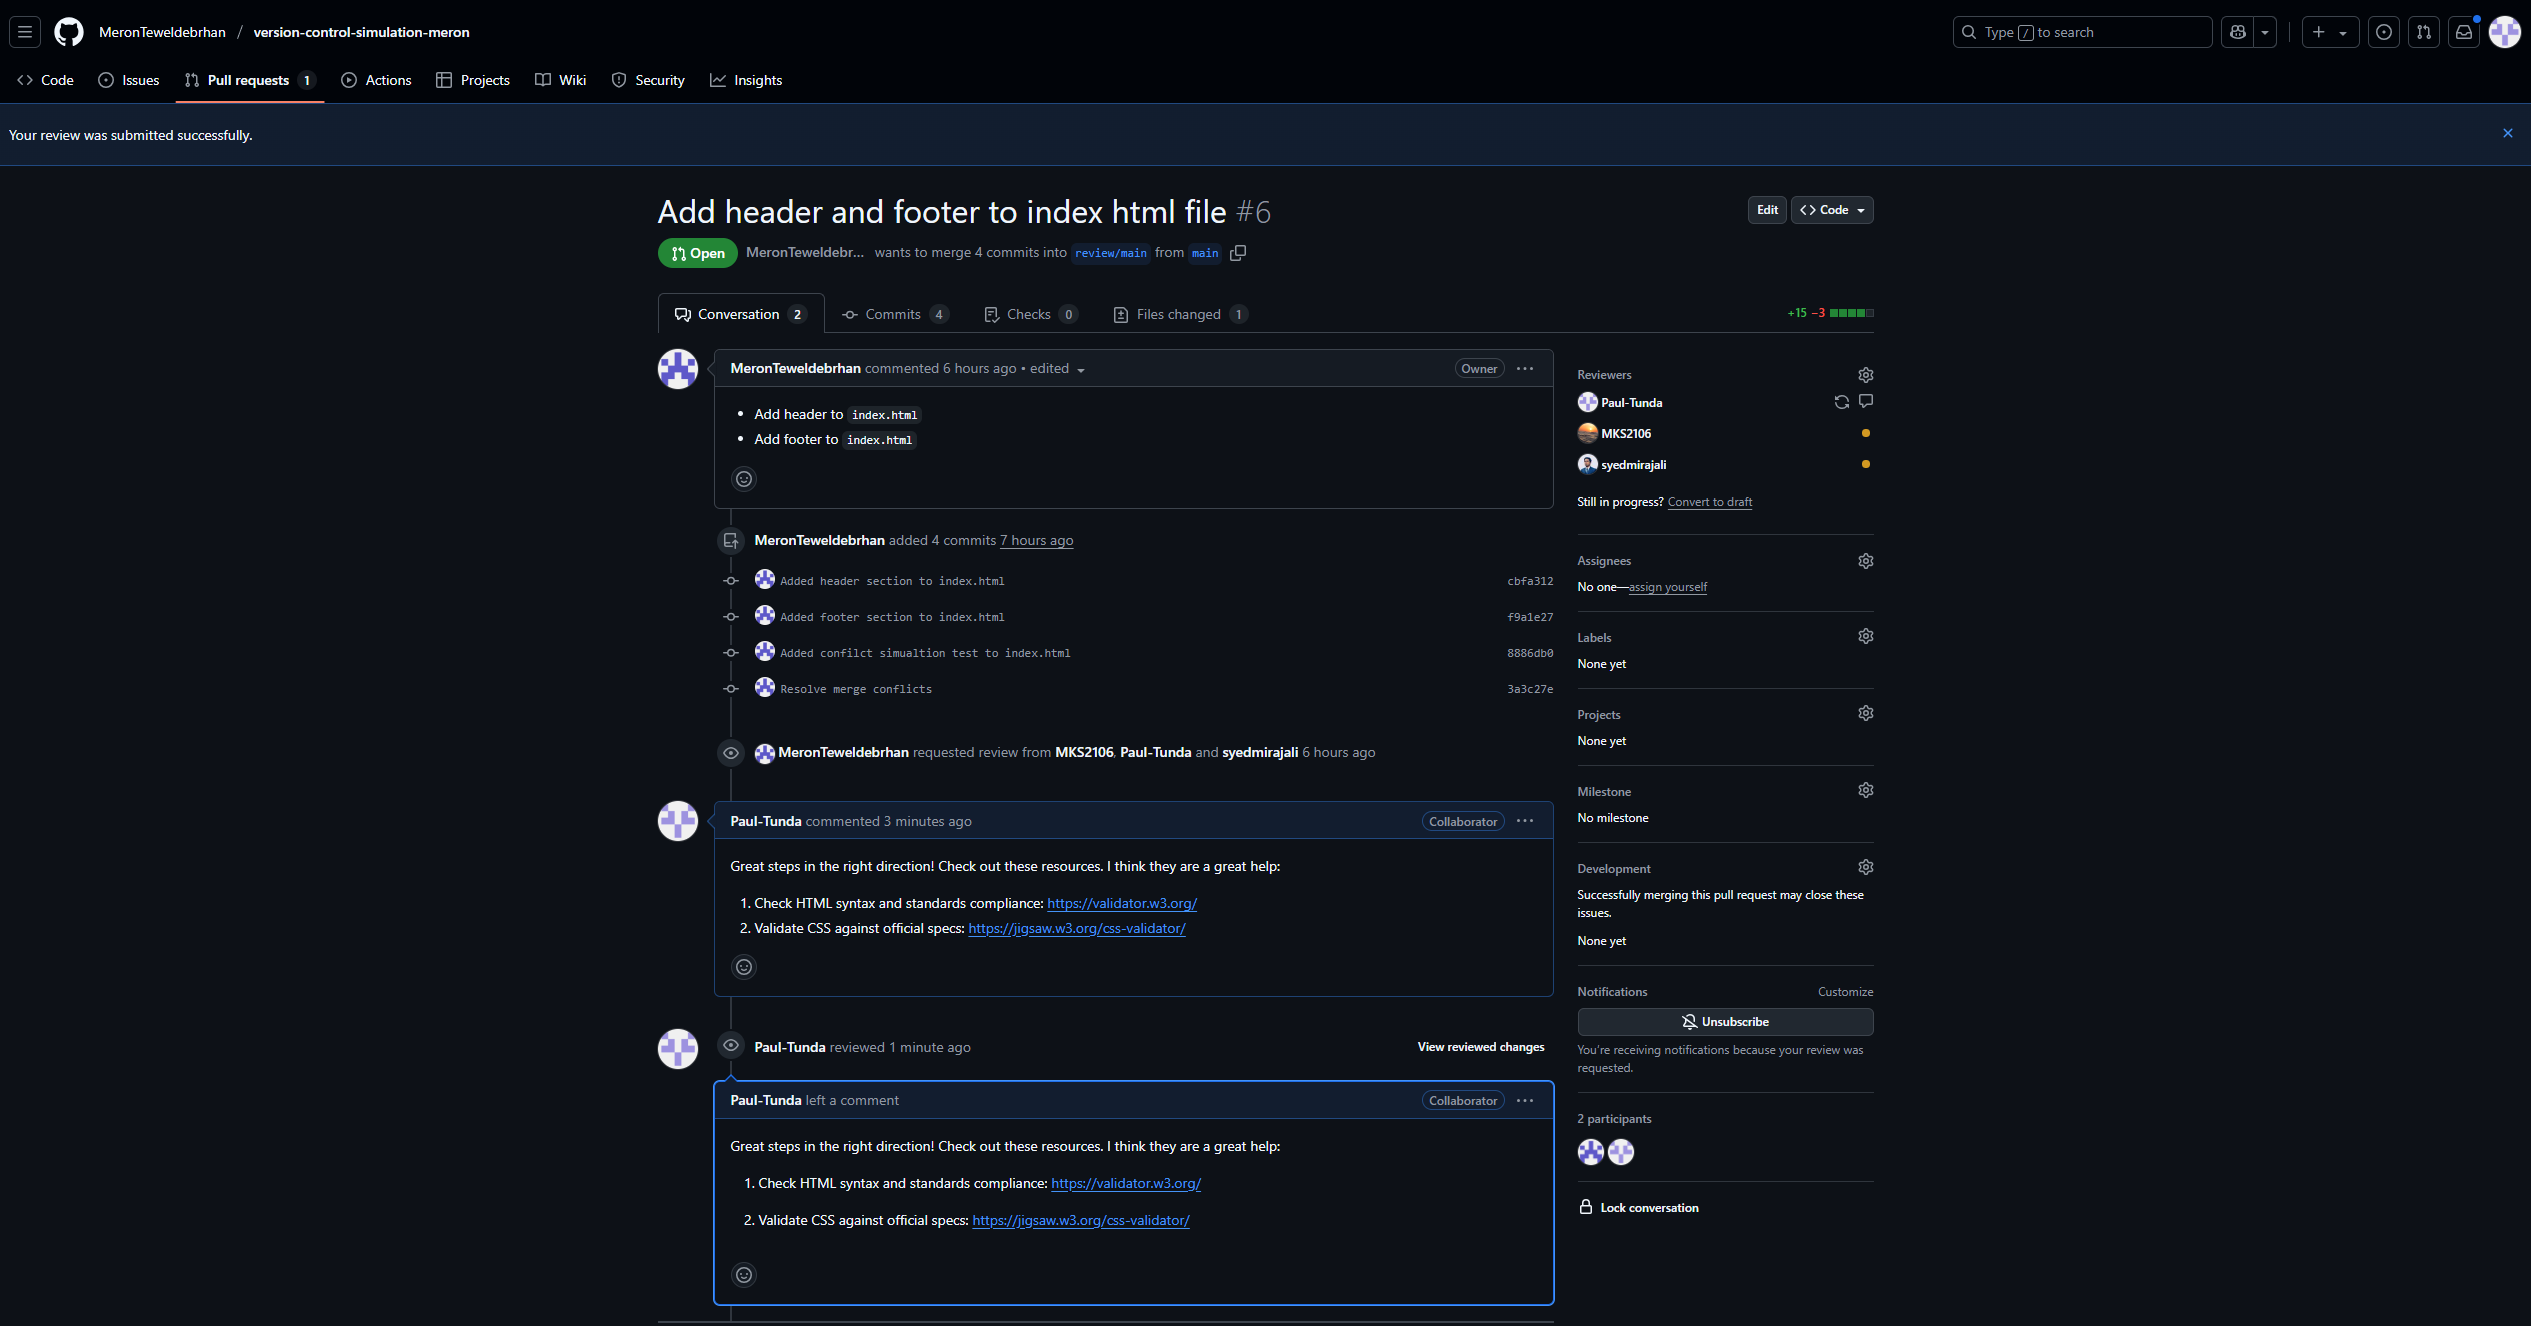 MeronTeweldebrhan / version-control-simulation-meron
Type / to search
Code
Issues
Pull requests 1
Actions
Projects
Wiki
Security
Insights
Your review was submitted successfully.
Add header and footer to index html file #6
Edit
Code
Open
MeronTeweldebr... wants to merge 4 commits into review/main from main
Conversation 2
Commits 4
Checks 0
Files changed 1
+15 −3
MeronTeweldebrhan commented 6 hours ago • edited
Owner
• Add header to index.html
• Add footer to index.html
MeronTeweldebrhan added 4 commits 7 hours ago
Added header section to index.html cbfa312
Added footer section to index.html f9a1e27
Added confilct simualtion test to index.html 8886db0
Resolve merge conflicts 3a3c27e
MeronTeweldebrhan requested review from MKS2106, Paul-Tunda and syedmirajali 6 hours ago
Paul-Tunda commented 3 minutes ago
Collaborator
Great steps in the right direction! Check out these resources. I think they are a great help:
1. Check HTML syntax and standards compliance: https://validator.w3.org/
2. Validate CSS against official specs: https://jigsaw.w3.org/css-validator/
Paul-Tunda reviewed 1 minute ago
View reviewed changes
Paul-Tunda left a comment
Collaborator
Great steps in the right direction! Check out these resources. I think they are a great help:
1. Check HTML syntax and standards compliance: https://validator.w3.org/
2. Validate CSS against official specs: https://jigsaw.w3.org/css-validator/
Reviewers
Paul-Tunda
MKS2106
syedmirajali
Still in progress? Convert to draft
Assignees
No one—assign yourself
Labels
None yet
Projects
None yet
Milestone
No milestone
Development
Successfully merging this pull request may close these
issues.
None yet
Notifications
Customize
Unsubscribe
You're receiving notifications because your review was
requested.
2 participants
Lock conversation